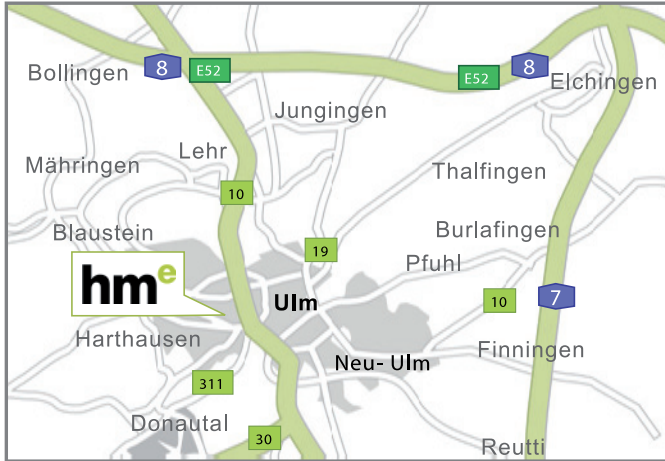 Bollingen
8
E52
E52
8
Elchingen
Jungingen
Lehr
Mähringen
Thalfingen
10
Blaustein
Burlafingen
19
Pfuhl
hme
Ulm
10
7
Harthausen
Neu- Ulm
Finningen
311
Donautal
30
Reutti